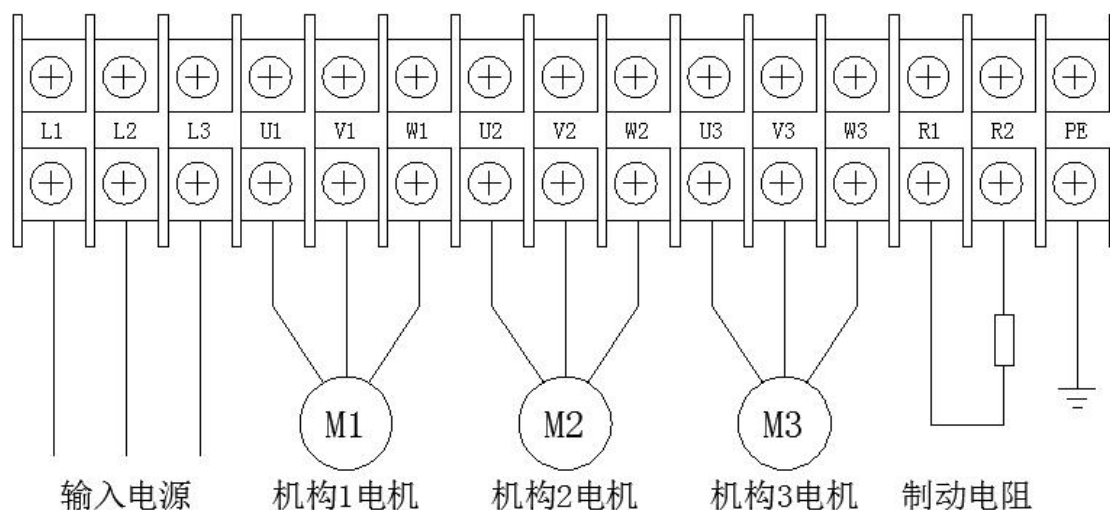 L1 L2 L3 U1 V1 W1 U2 V2 W2 U3 V3 W3 R1 R2 PE
M1 M2 M3
输入电源 机构1电机 机构2电机 机构3电机 制动电阻